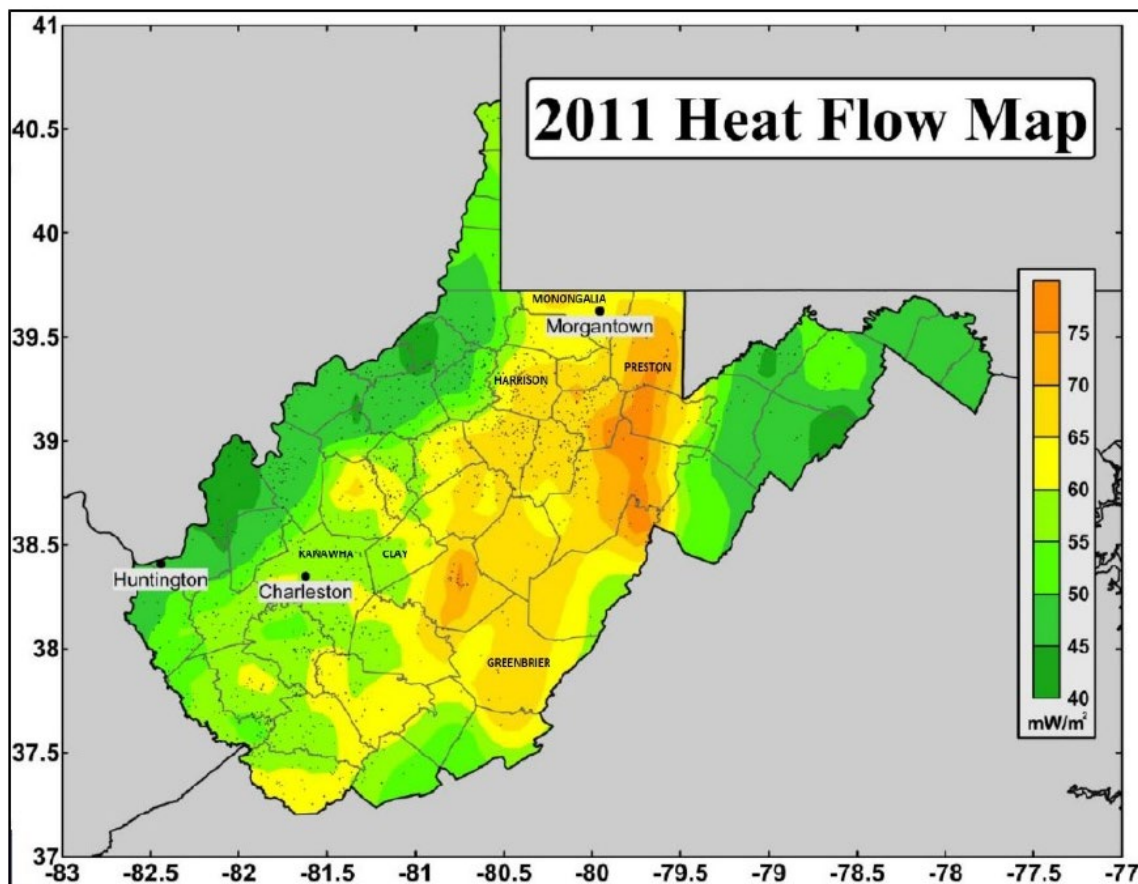 2011 Heat Flow Map
41
40.5
40
39.5
39
38.5
38
37.5
37
-83
-82.5
-82
-81.5
-81
-80.5
-80
-79.5
-79
-78.5
-78
-77.5
-77
MONONGALIA
Morgantown
HARRISON
PRESTON
KANAWHA
CLAY
Huntington
Charleston
GREENBRIER
75
70
65
60
55
50
45
40
mW/m²